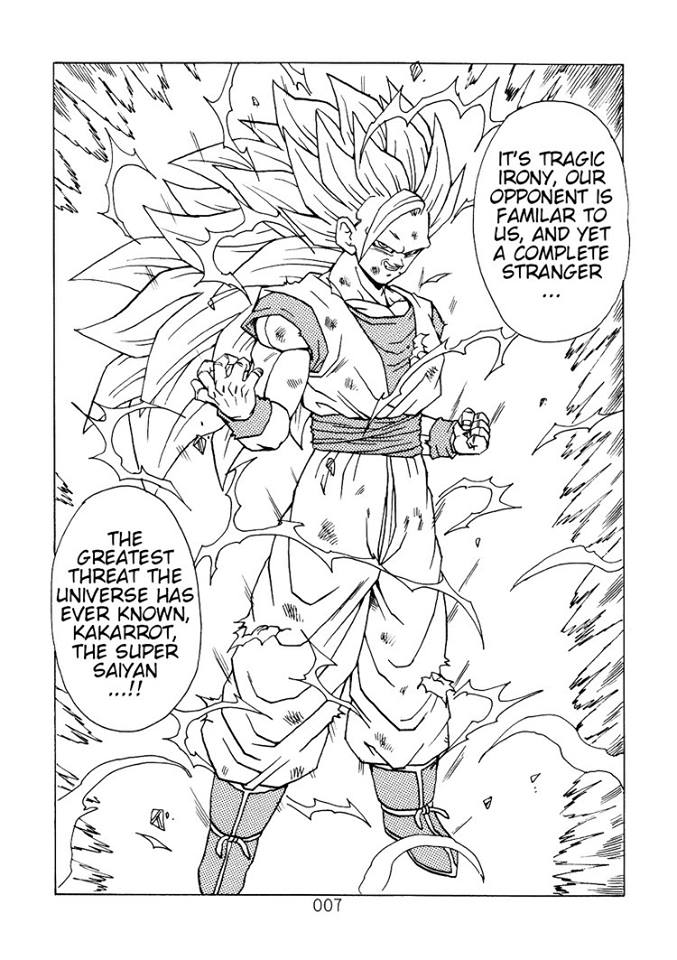 IT'S TRAGIC
IRONY, OUR
OPPONENT IS
FAMILAR TO
US, AND YET
A COMPLETE
STRANGER
...
THE
GREATEST
THREAT THE
UNIVERSE HAS
EVER KNOWN,
KAKARROT,
THE SUPER
SAIYAN
...!!
007